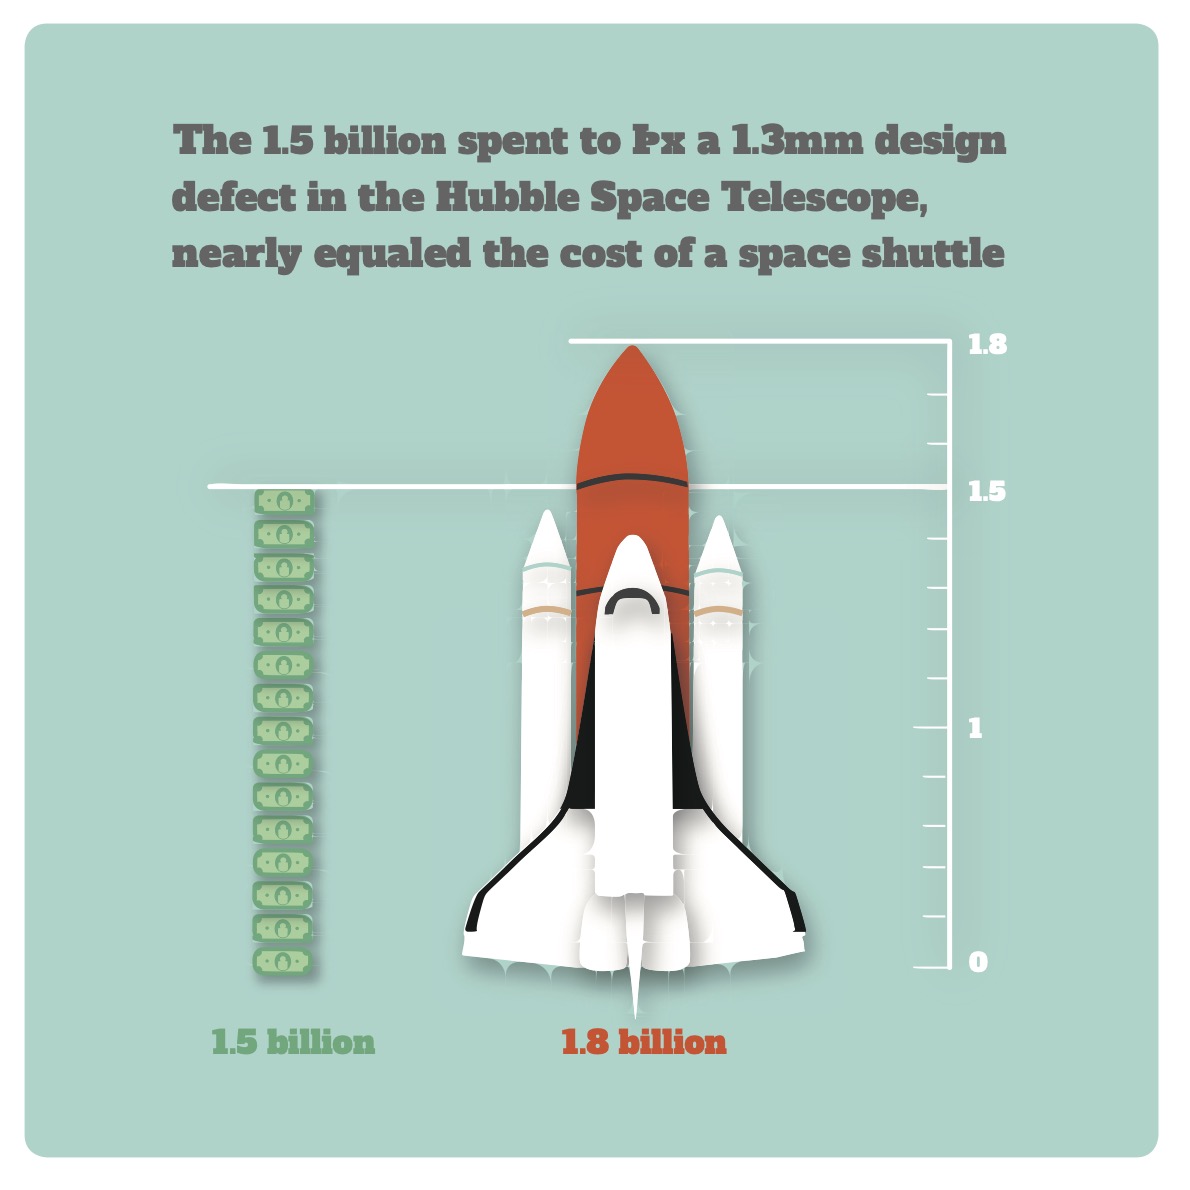 The 1.5 billion spent to Þx a 1.3mm design
defect in the Hubble Space Telescope,
nearly equaled the cost of a space shuttle
1.8
1.5
1
0
1.5 billion
1.8 billion